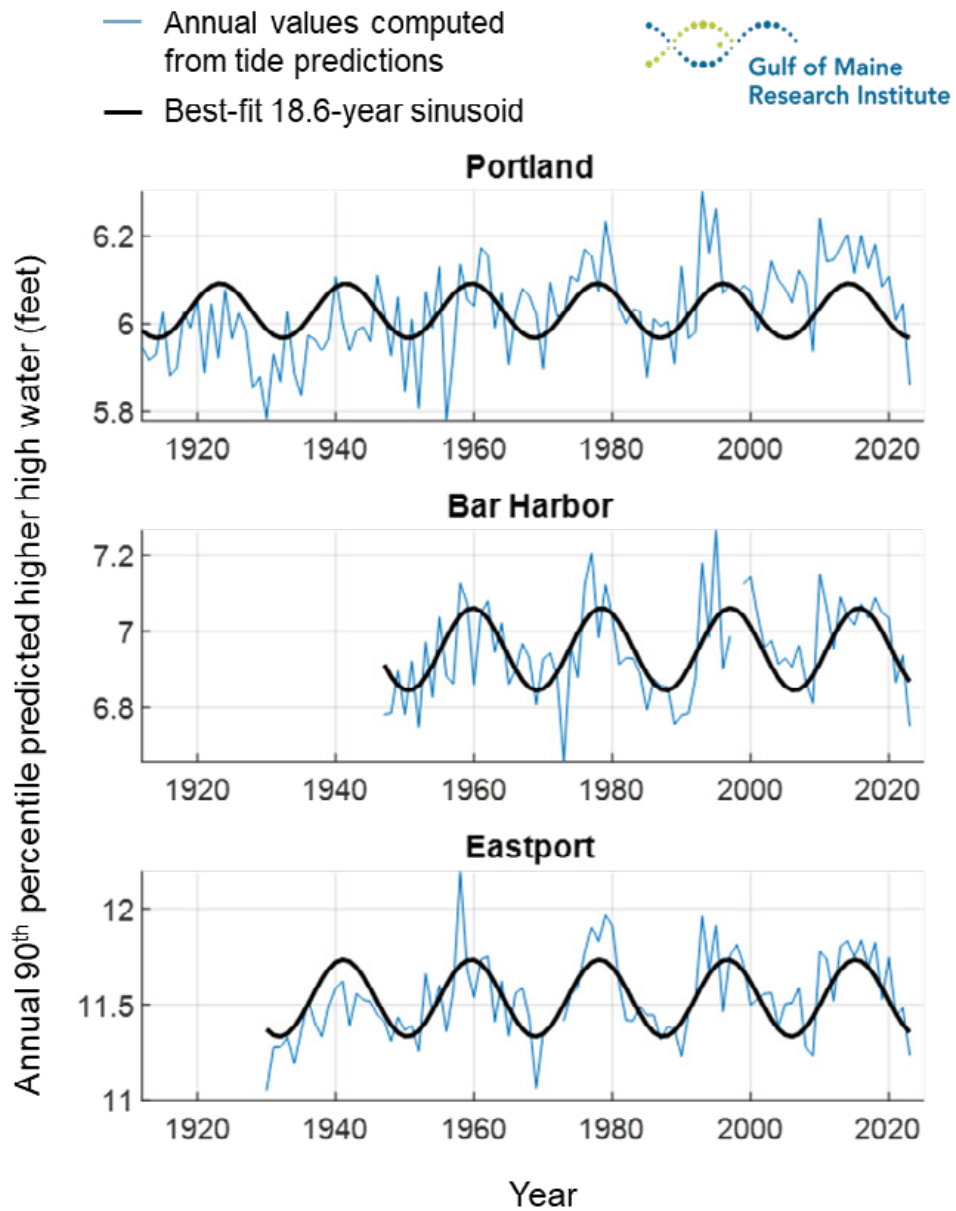 Annual values computed
from tide predictions
Best-fit 18.6-year sinusoid
Gulf of Maine
Research Institute
Annual 90th percentile predicted higher high water (feet)
Portland
6.2
6
5.8
1920 1940 1960 1980 2000 2020
Bar Harbor
7.2
7
6.8
1920 1940 1960 1980 2000 2020
Eastport
12
11.5
11
1920 1940 1960 1980 2000 2020
Year